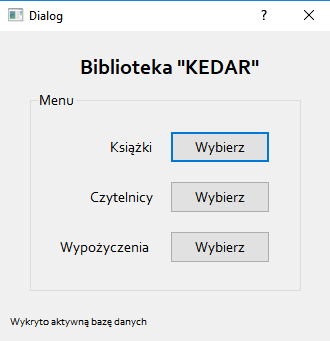 Dialog
?
Biblioteka "KEDAR"
Menu
Książki Wybierz
Czytelnicy Wybierz
Wypożyczenia Wybierz
Wykryto aktywną bazę danych